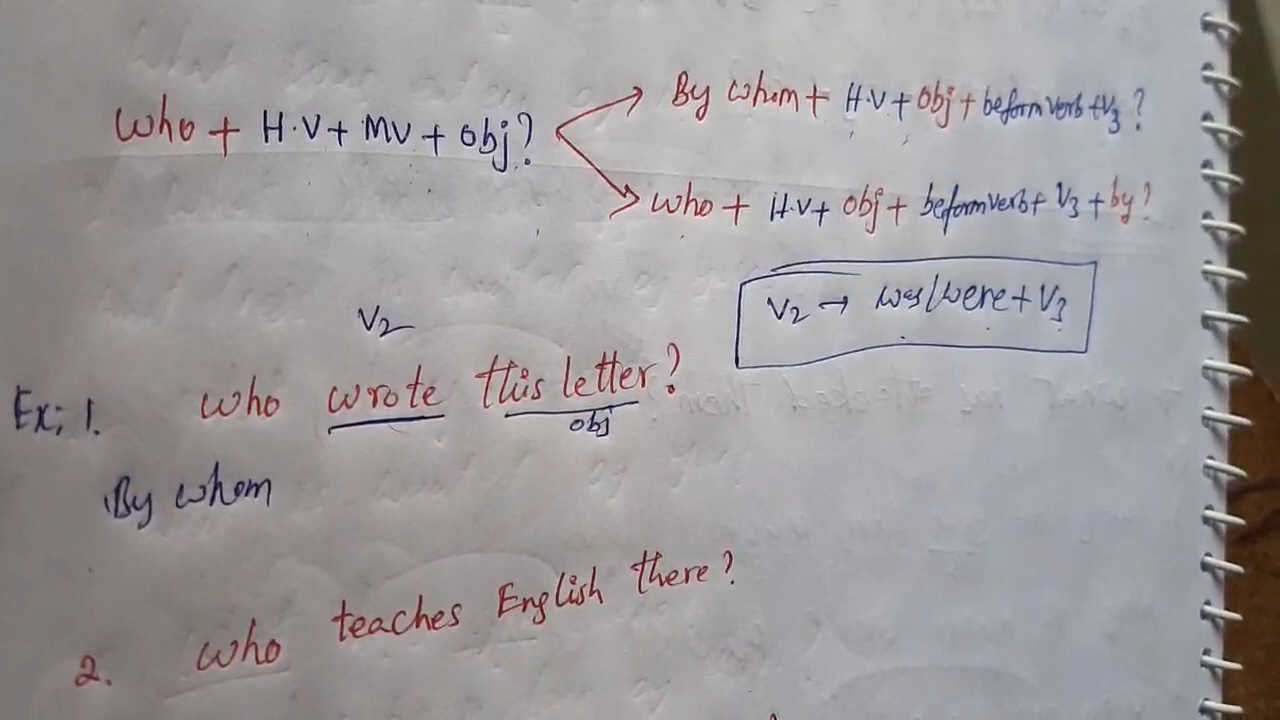 Who + H.V + MV + Obj?
By whom + H.V + Obj + beform verb + V3?
Who + H.V + Obj + beform verb + V3 + by?
V2 → was/were + V3
V2
Ex; 1. Who wrote this letter?
obj
By whom
2. Who teaches English there?